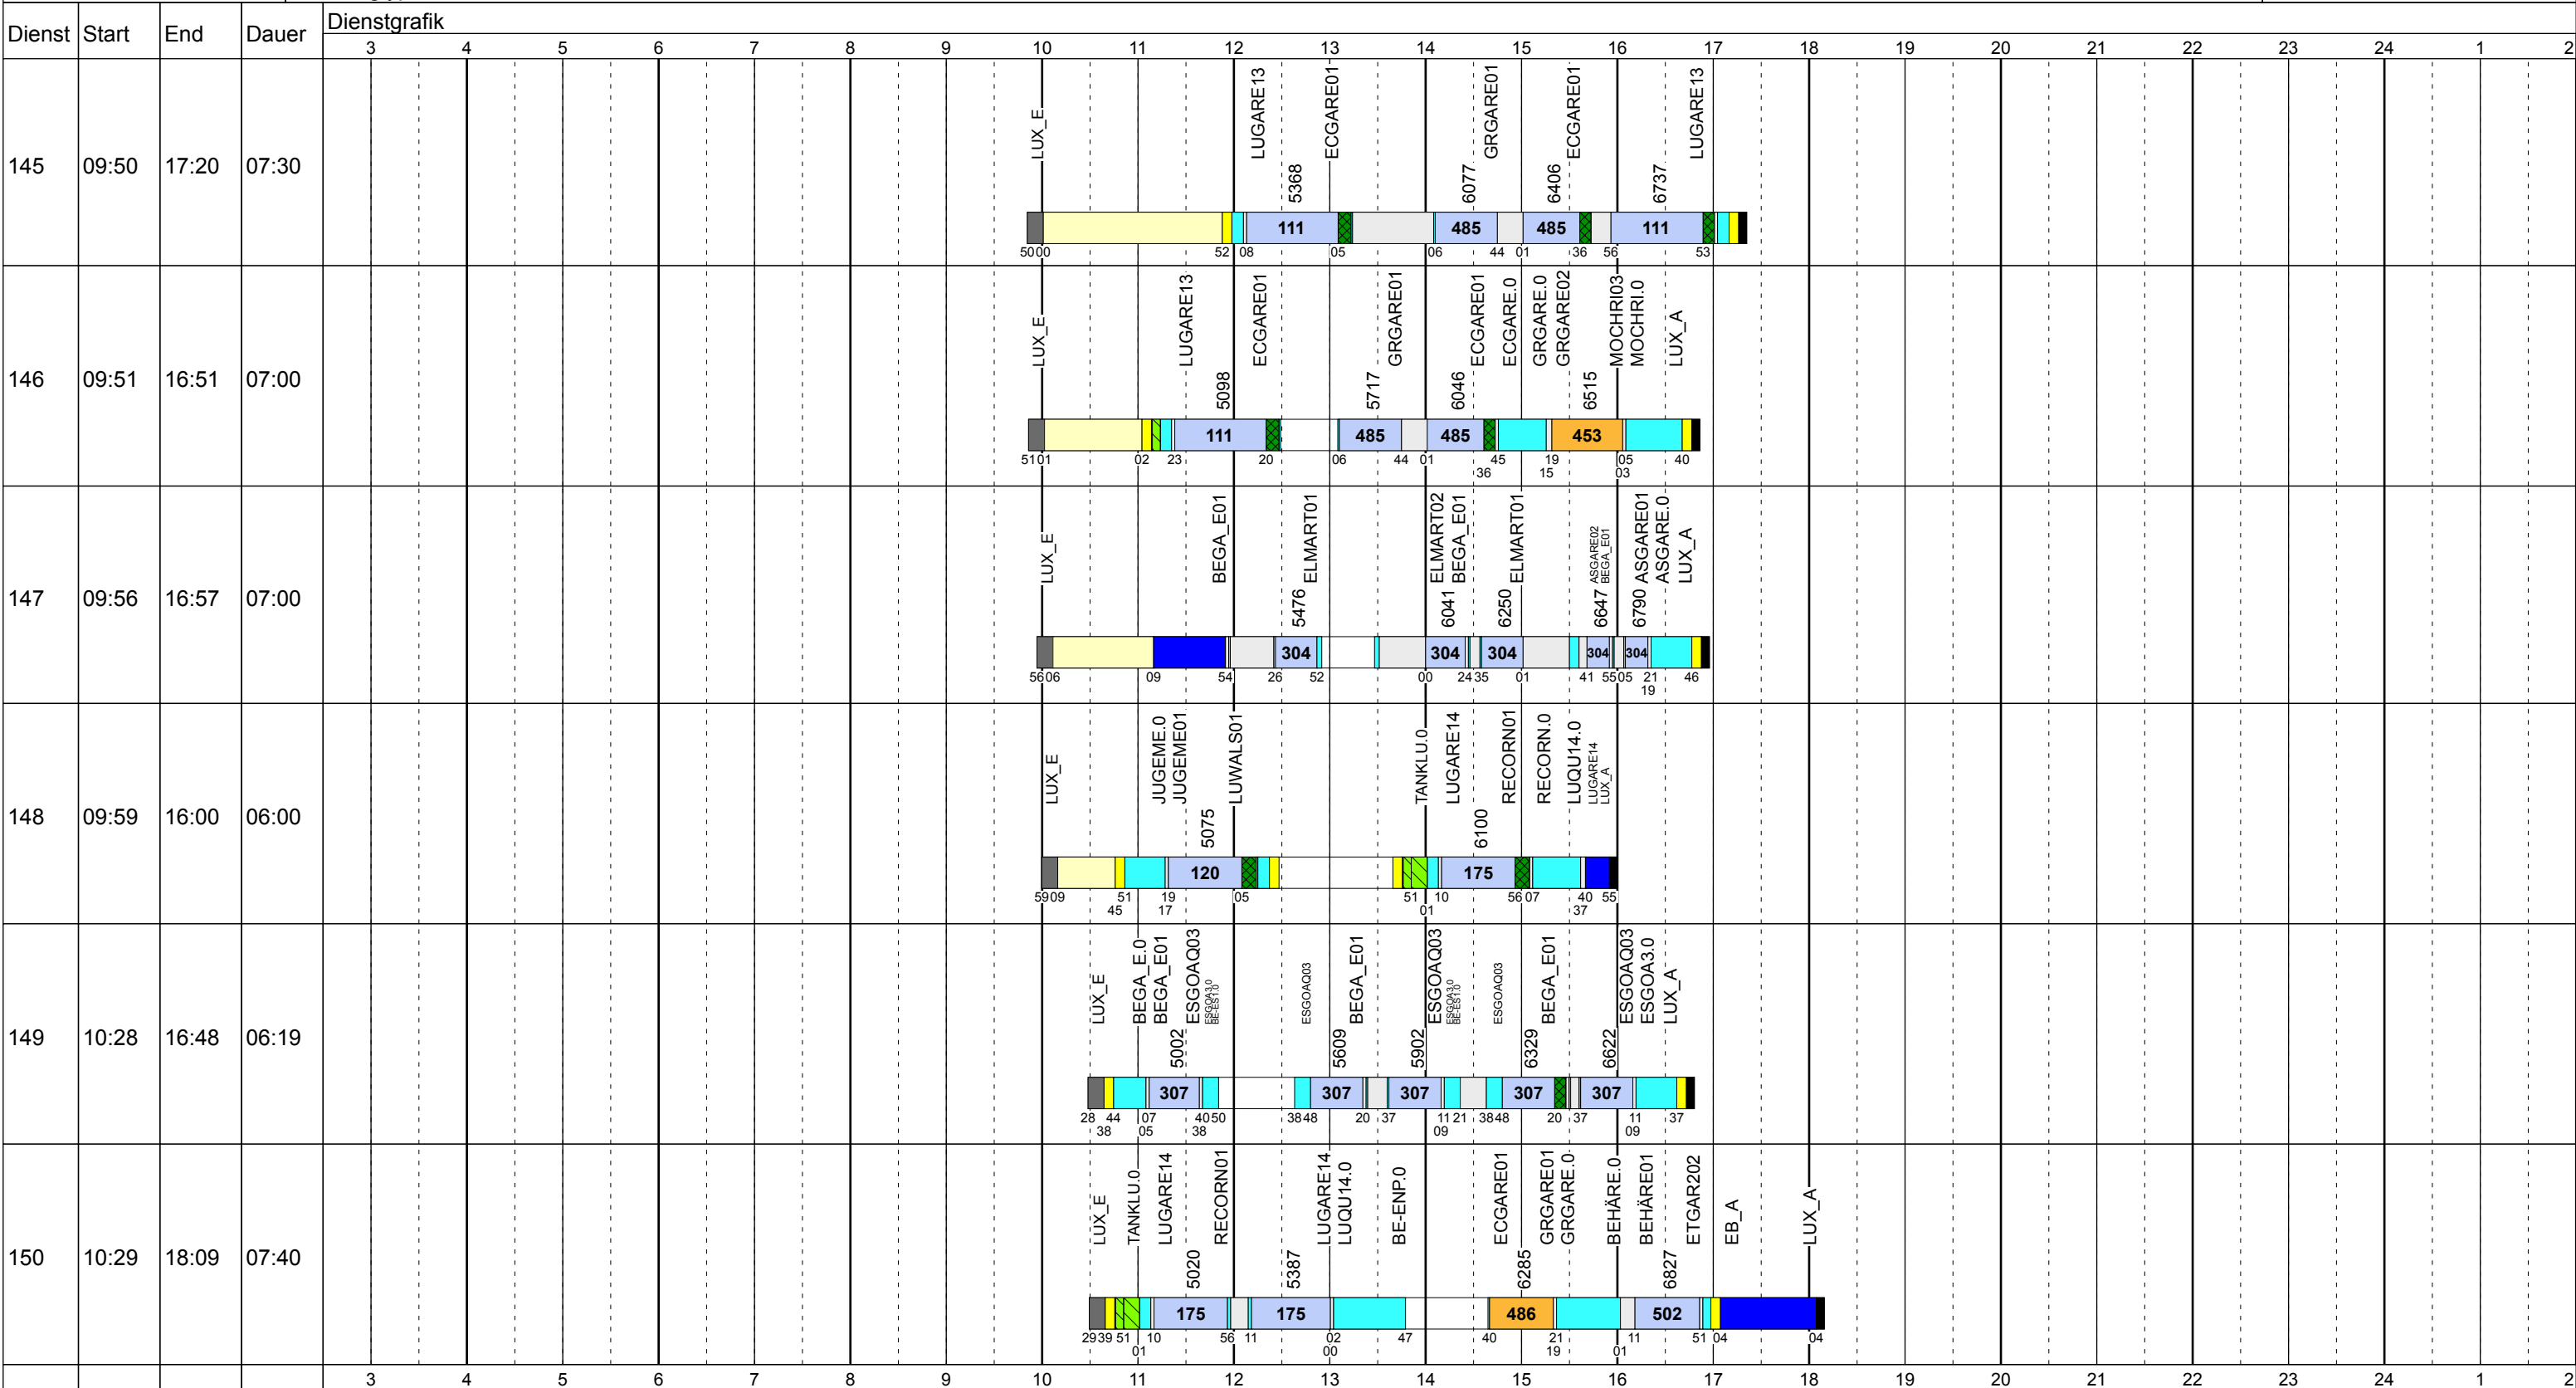 Dienst Start End Dauer Dienstgrafik
3 4 5 6 7 8 9 10 11 12 13 14 15 16 17 18 19 20 21 22 23 24 1 2
145 09:50 17:20 07:30
LUX_E LUGARE13 ECGARE01 GRGARE01 ECGARE01 LUGARE13
5368 6077 6406 6737
111 485 485 111
50 00 52 08 05 06 44 01 36 56 53
146 09:51 16:51 07:00
LUX_E LUGARE13 ECGARE01 GRGARE01 ECGARE01 ECGARE.0 GRGARE.0 GRGARE02 MOCHRI03 MOCHRI.0 LUX_A
5098 5717 6046 6515
111 485 485 453
51 01 02 23 20 06 44 01 45 19 05 40
36 15 03
147 09:56 16:57 07:00
LUX_E BEGA_E01 ELMART01 ELMART02 BEGA_E01 ELMART01 ASGARE02 BEGA_E01 ASGARE01 ASGARE.0 LUX_A
5476 6041 6250 6647 6790
304 304 304 304 304
56 06 09 54 26 52 00 24 35 01 41 55 05 21 46
19
148 09:59 16:00 06:00
LUX_E JUGEME.0 JUGEME01 LUWALS01 TANKLU.0 LUGARE14 RECORN01 RECORN.0 LUQU14.0 LUGARE14 LUX_A
5075 6100
120 175
59 09 51 19 05 51 10 56 07 40 55
45 17 01 37
149 10:28 16:48 06:19
LUX_E BEGA_E.0 BEGA_E01 ESGOAQ03 ESGOA3.0 BE-ES1.0 ESGOAQ03 BEGA_E01 ESGOAQ03 ESGOA3.0 BE-ES1.0 ESGOAQ03 BEGA_E01 ESGOAQ03 ESGOA3.0 LUX_A
5002 5609 5902 6329 6622
307 307 307 307 307
28 44 07 40 50 38 48 20 37 11 21 38 48 20 37 11 37
38 05 38 09 09
150 10:29 18:09 07:40
LUX_E TANKLU.0 LUGARE14 RECORN01 LUGARE14 LUQU14.0 BE-ENP.0 ECGARE01 GRGARE01 GRGARE.0 BEHÄRE.0 BEHÄRE01 ETGAR202 EB_A LUX_A
5020 5387 6285 6827
175 175 486 502
29 39 51 10 56 11 02 47 40 21 11 51 04 04
01 00 19 01
3 4 5 6 7 8 9 10 11 12 13 14 15 16 17 18 19 20 21 22 23 24 1 2